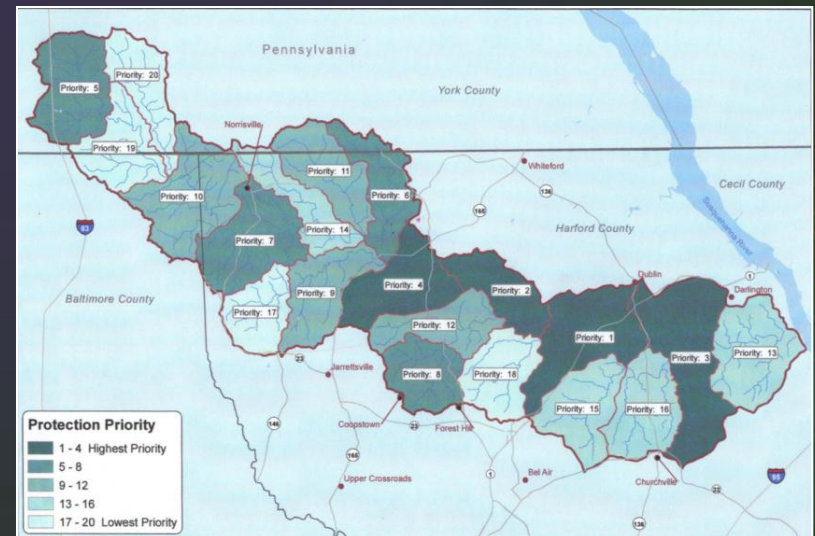 Pennsylvania
Priority: 20
Priority: 5
York County
Norrisville
Priority: 19
Whiteford
Priority: 11
Cecil County
Priority: 10
Priority: 6
136
165
Susquehanna River
83
Priority: 14
Harford County
Priority: 7
Dublin
1
Priority: 4
Priority: 2
Darlington
Baltimore County
Priority: 9
Priority: 17
Priority: 12
Priority: 1
Priority: 3
Priority: 13
23
Jarrettsville
Priority: 8
Priority: 18
Priority: 15
Priority: 16
Protection Priority
1 - 4 Highest Priority
5 - 8
9 - 12
13 - 16
17 - 20 Lowest Priority
146
Coopstown
23
Forest Hill
165
Upper Crossroads
1
Bel Air
Churchville
22
95
136